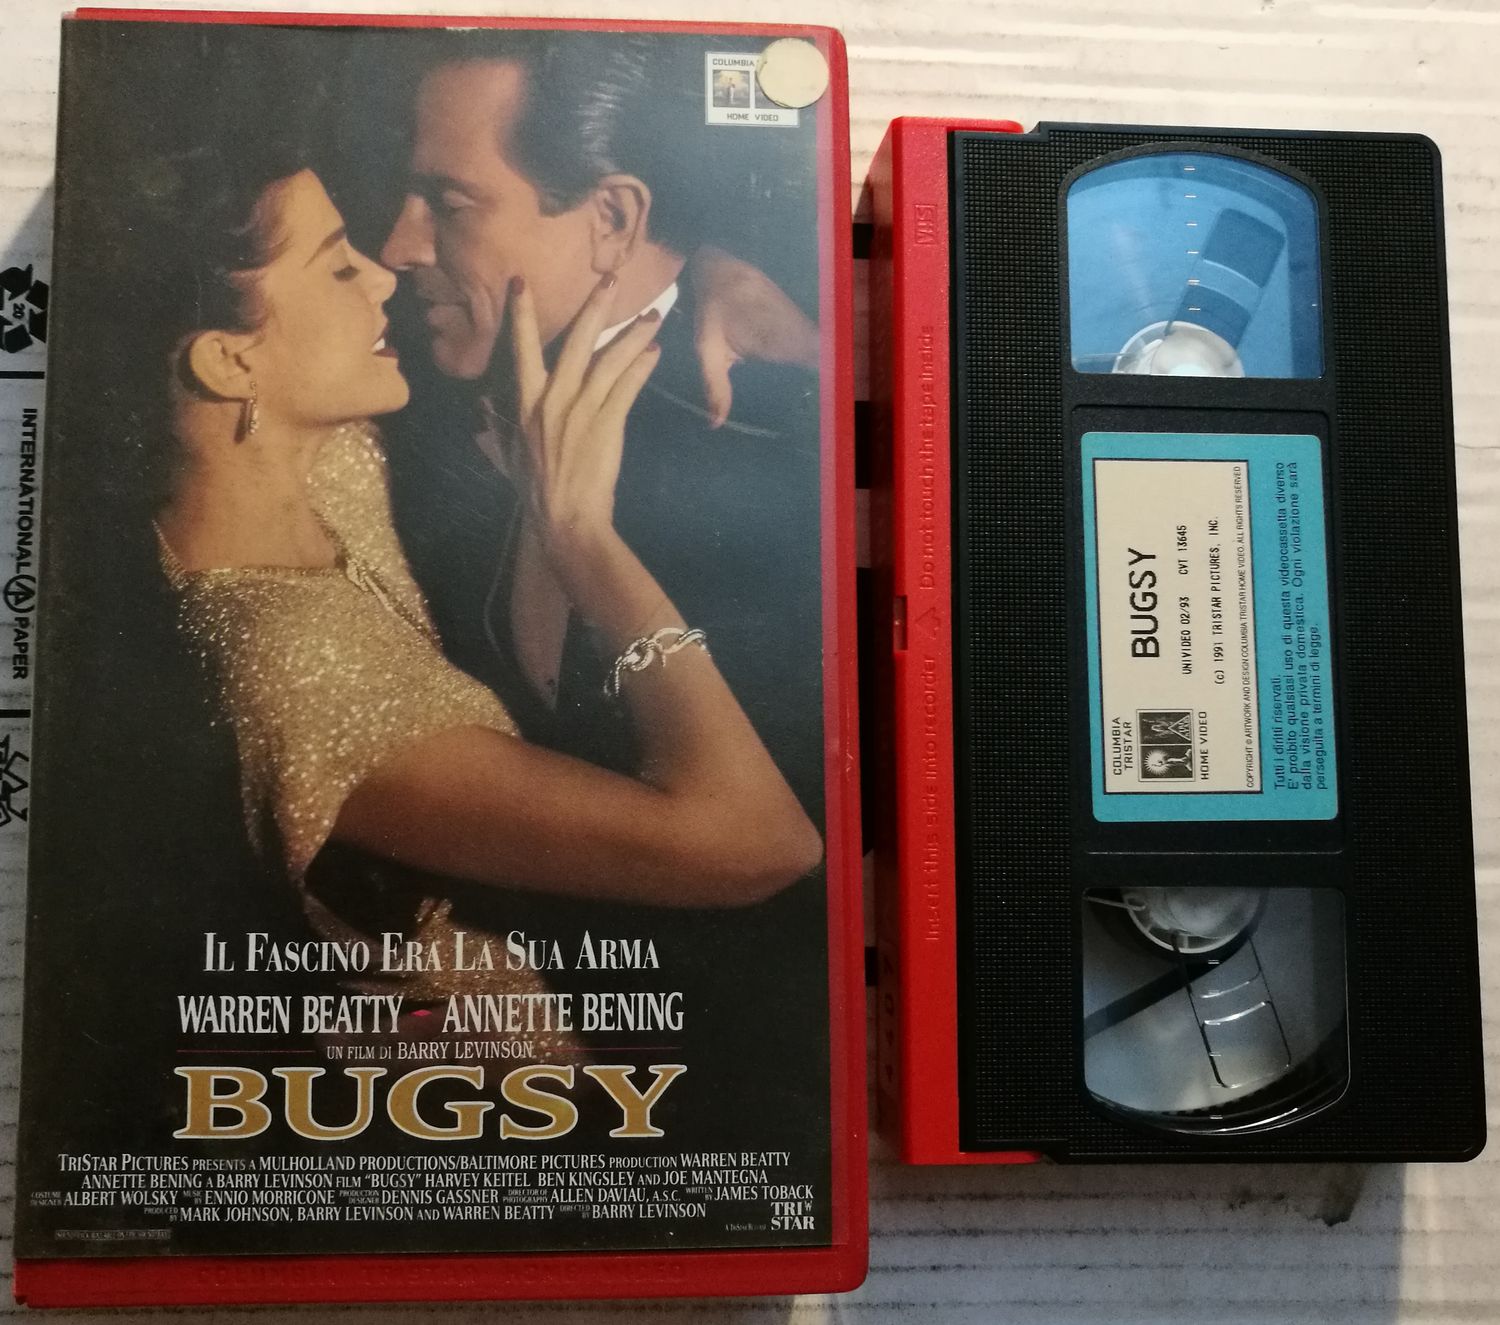 COLUMBIA
HOME VIDEO
IL FASCINO ERA LA SUA ARMA
WARREN BEATTY ANNETTE BENING
UN FILM DI BARRY LEVINSON
BUGSY
TRISTAR PICTURES PRESENTS A MULHOLLAND PRODUCTIONS/BALTIMORE PICTURES PRODUCTION WARREN BEATTY
ANNETTE BENING A BARRY LEVINSON FILM "BUGSY" HARVEY KEITEL BEN KINGSLEY AND JOE MANTEGNA
COSTUME DESIGNER ALBERT WOLSKY MUSIC BY ENNIO MORRICONE PRODUCTION DESIGNER DENNIS GASSNER DIRECTOR OF PHOTOGRAPHY ALLEN DAVIAU, A.S.C. WRITTEN BY JAMES TOBACK
PRODUCED BY MARK JOHNSON, BARRY LEVINSON AND WARREN BEATTY DIRECTED BY BARRY LEVINSON
TRI
STAR
COLUMBIA TRISTAR HOME VIDEO
INTERNATIONAL PAPER
20
VHS
Insert this side into recorder Do not touch the tape inside
BUGSY
UNIVIDEO 02/93 CVT 13645
(c) 1991 TRISTAR PICTURES, INC.
COLUMBIA
TRISTAR
HOME VIDEO
COPYRIGHT © ARTWORK AND DESIGN COLUMBIA TRISTAR HOME VIDEO. ALL RIGHTS RESERVED
Tutti i diritti riservati.
E' proibito qualsiasi uso di questa videocassetta diverso
dalla visione privata domestica. Ogni violazione sarà
perseguita a termini di legge.